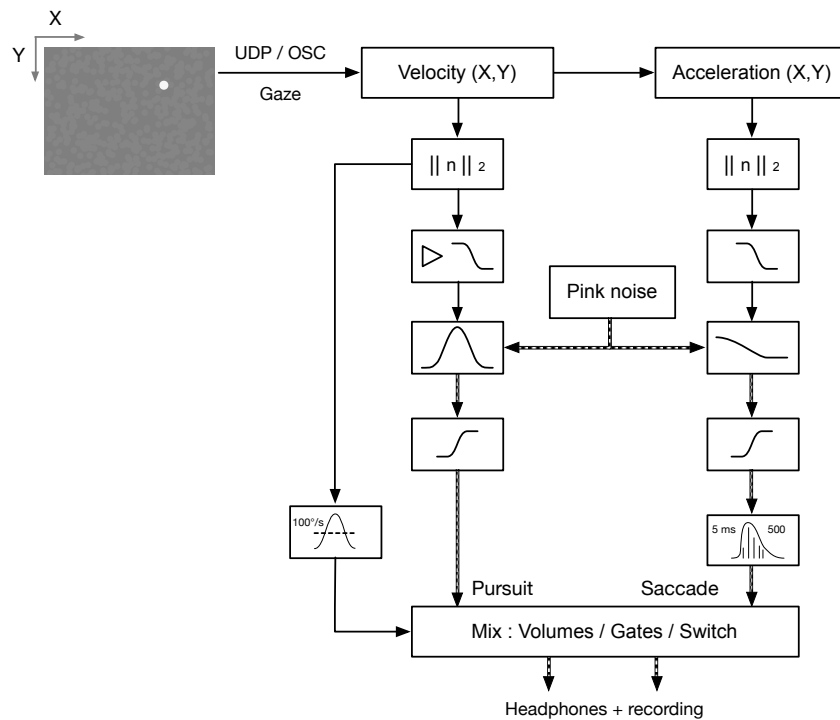 X
Y
UDP / OSC
Gaze
Velocity (X,Y)
Acceleration (X,Y)
|| n || 2
|| n || 2
Pink noise
100°/s
5 ms 500
Pursuit
Saccade
Mix : Volumes / Gates / Switch
Headphones + recording